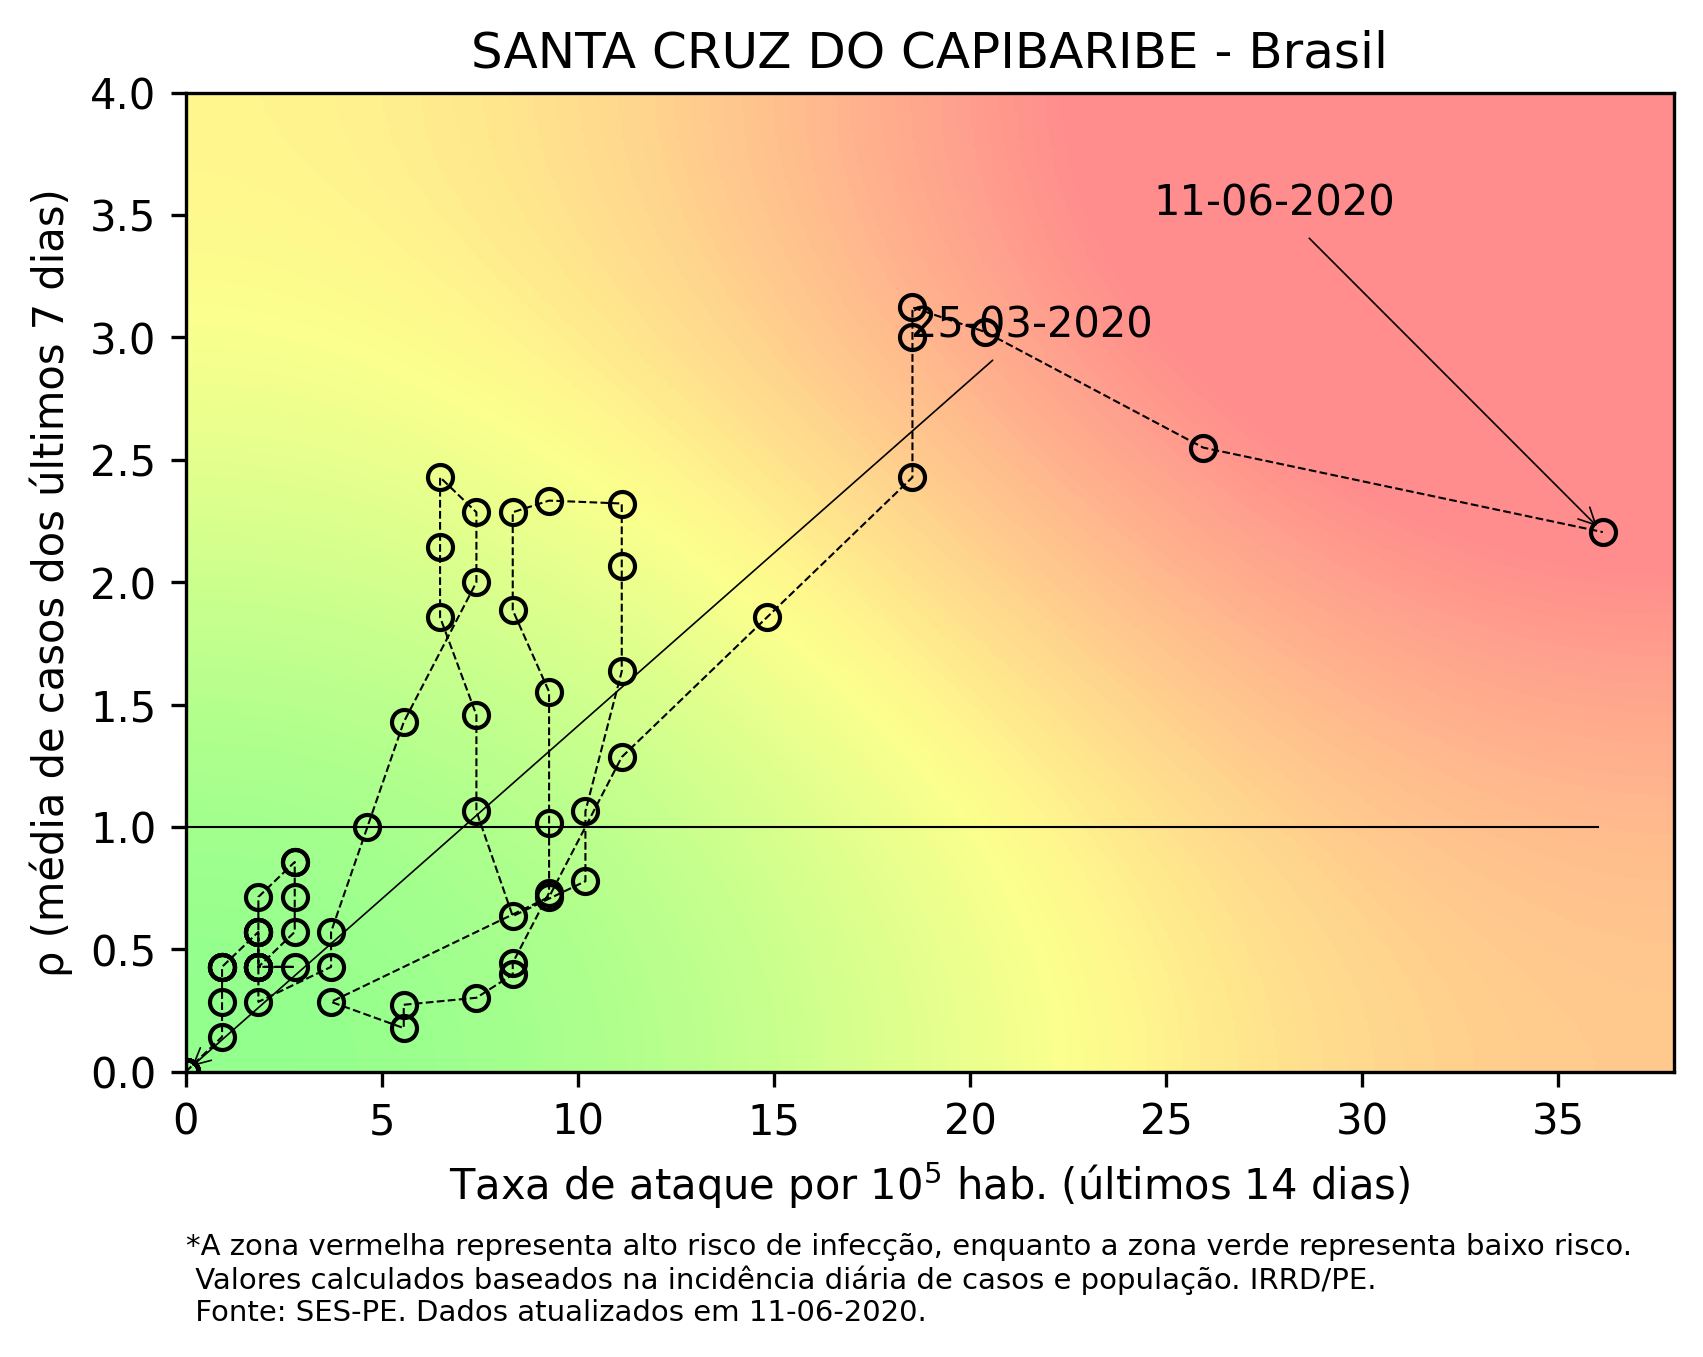 SANTA CRUZ DO CAPIBARIBE - Brasil
4.0
3.5
3.0
2.5
2.0
1.5
1.0
0.5
0.0
ρ (média de casos dos últimos 7 dias)
11-06-2020
25-03-2020
0 5 10 15 20 25 30 35
Taxa de ataque por 10⁵ hab. (últimos 14 dias)
*A zona vermelha representa alto risco de infecção, enquanto a zona verde representa baixo risco.
Valores calculados baseados na incidência diária de casos e população. IRRD/PE.
Fonte: SES-PE. Dados atualizados em 11-06-2020.